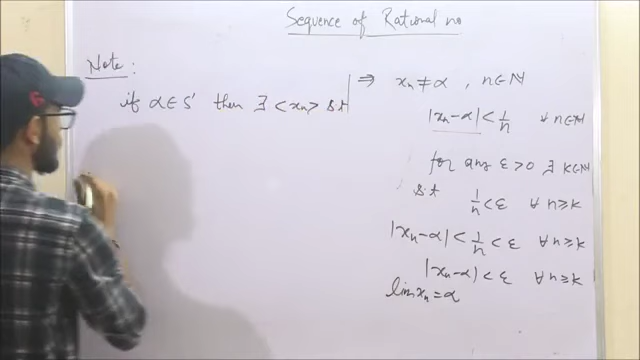 Sequence of Rational no
Note :
if α ∈ S' then ∃ <xn> s.t
⇒ xn ≠ α , n ∈ N
|xn - α| < 1/n ∀ n ∈ N
for any ε > 0 ∃ k ∈ N
s.t 1/n < ε ∀ n ≥ k
|xn - α| < 1/n < ε ∀ n ≥ k
|xn - α| < ε ∀ n ≥ k
lim xn = α